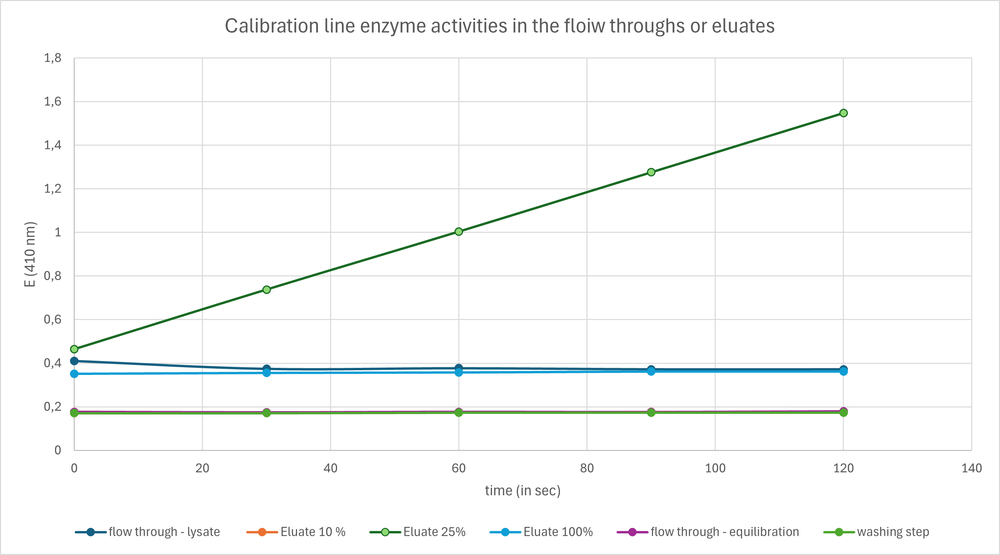 Calibration line enzyme activities in the floiw throughs or eluates
1,8
1,6
1,4
1,2
1
0,8
0,6
0,4
0,2
0
E (410 nm)
0 20 40 60 80 100 120 140
time (in sec)
flow through - lysate Eluate 10 % Eluate 25% Eluate 100% flow through - equilibration washing step